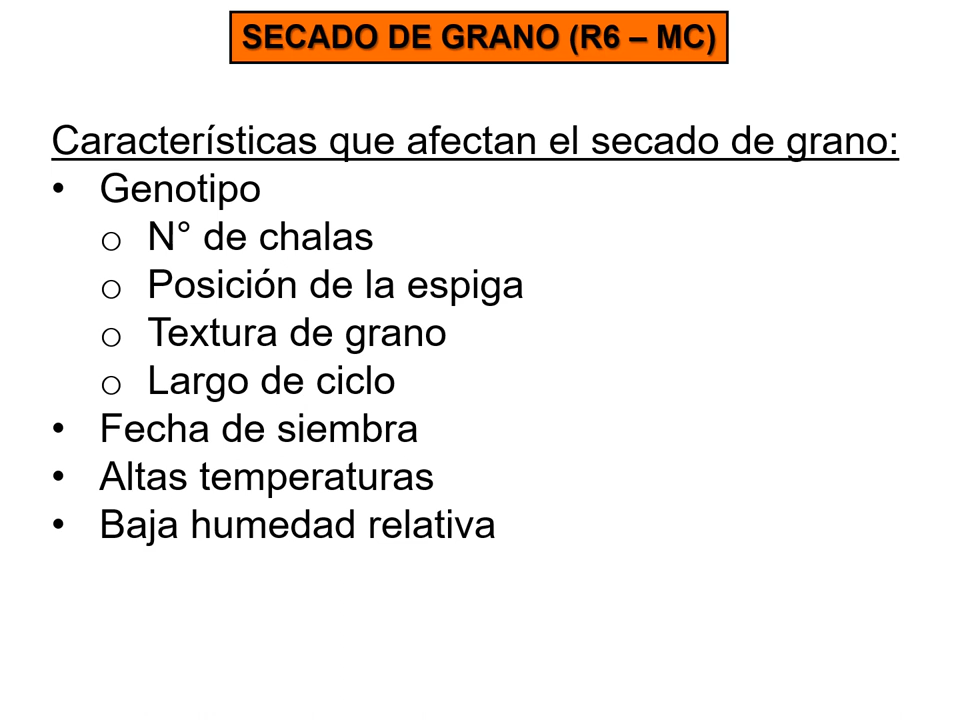 SECADO DE GRANO (R6 – MC)
Características que afectan el secado de grano:
• Genotipo
o N° de chalas
o Posición de la espiga
o Textura de grano
o Largo de ciclo
• Fecha de siembra
• Altas temperaturas
• Baja humedad relativa